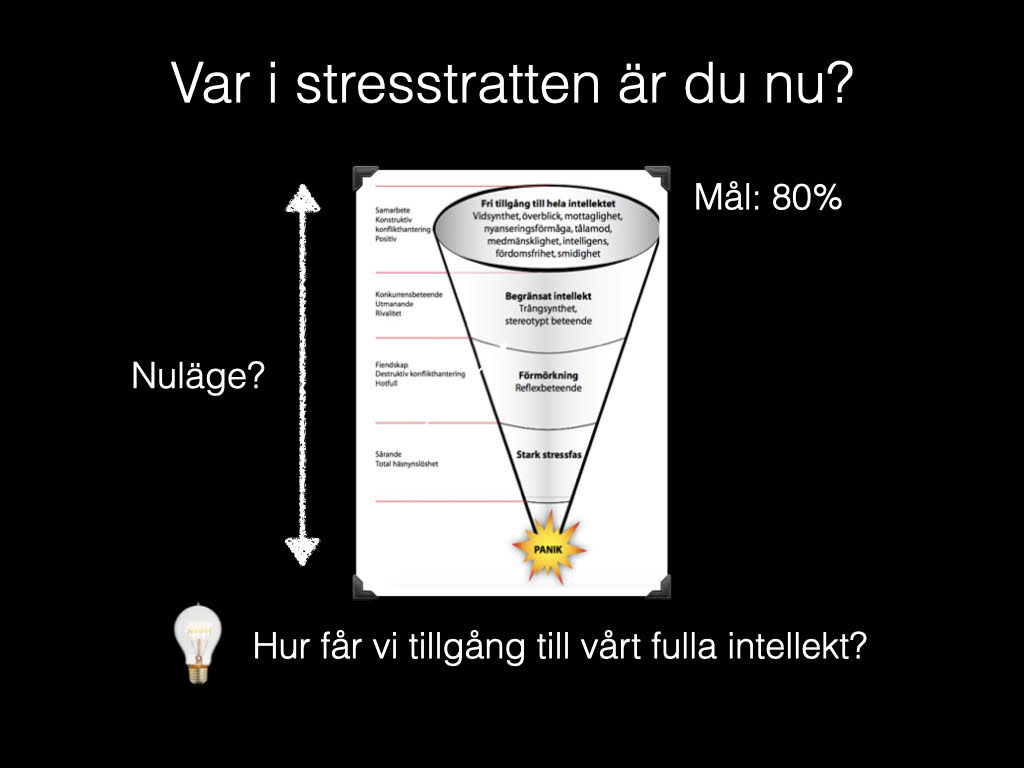 Var i stresstratten är du nu?
Mål: 80%
Nuläge?
Samarbete
Konstruktiv
konflikthantering
Positiv
Fri tillgång till hela intellektet
Vidsynthet, överblick, mottaglighet,
nyanseringsförmåga, tålamod,
medmänsklighet, intelligens,
fördomsfrihet, smidighet
Konkurrensbeteende
Utmanande
Rivalitet
Begränsat intellekt
Trångsynthet,
stereotypt beteende
Fiendskap
Destruktiv konflikthantering
Hotfull
Förmörkning
Reflexbeteende
Sårande
Total häsnynslöshet
Stark stressfas
PANIK
Hur får vi tillgång till vårt fulla intellekt?